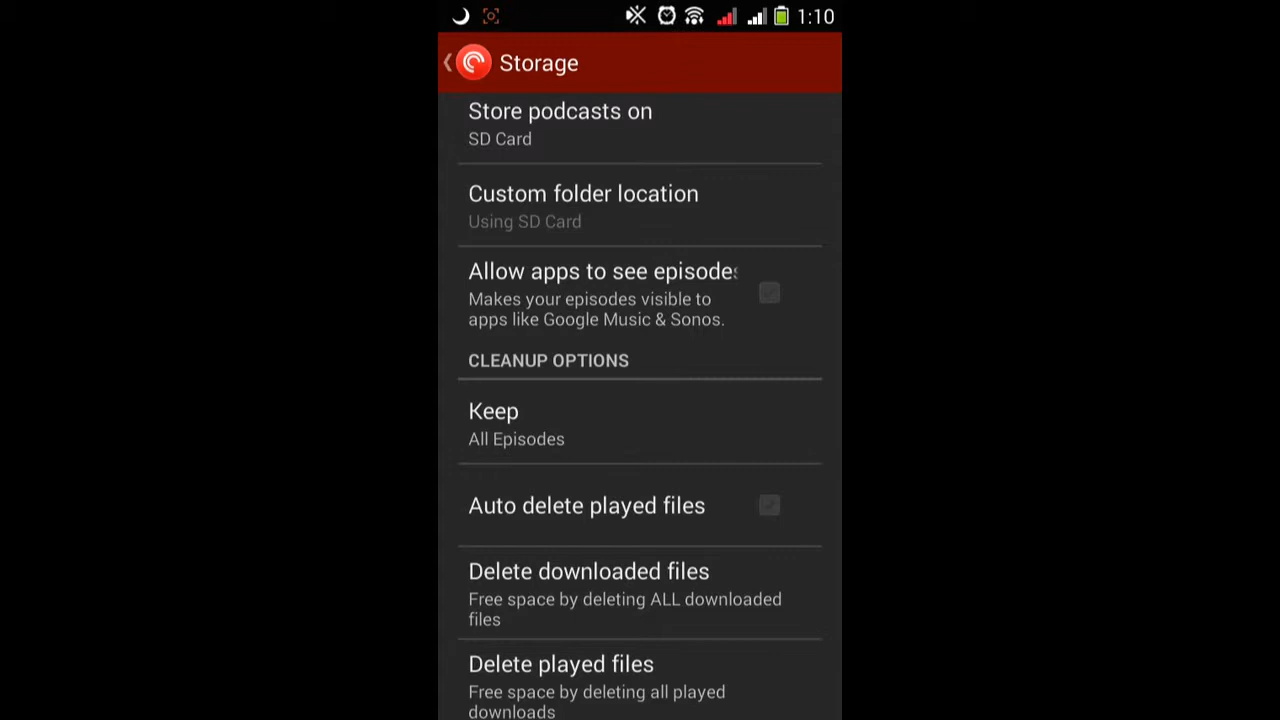 1:10
Storage
Store podcasts on
SD Card
Custom folder location
Using SD Card
Allow apps to see episodes
Makes your episodes visible to
apps like Google Music & Sonos.
CLEANUP OPTIONS
Keep
All Episodes
Auto delete played files
Delete downloaded files
Free space by deleting ALL downloaded
files
Delete played files
Free space by deleting all played
downloads